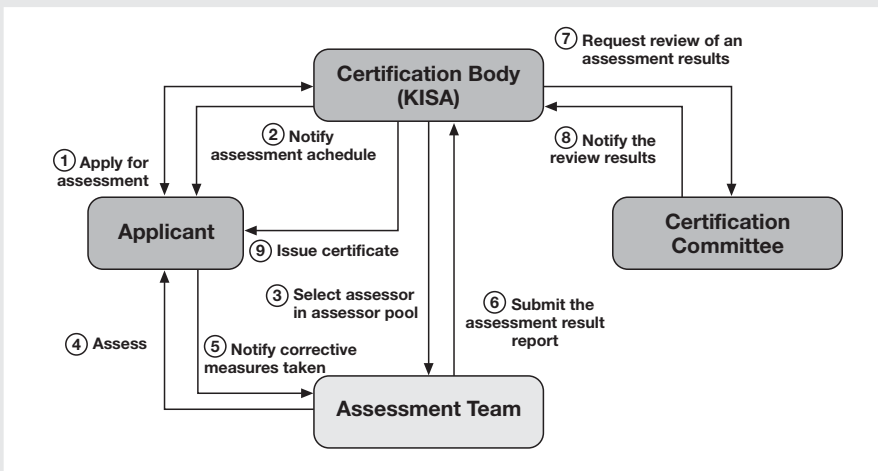 ⑦ Request review of an
assessment results
Certification Body
(KISA)
② Notify
assessment achedule
⑧ Notify the
review results
① Apply for
assessment
Applicant
Certification
Committee
⑨ Issue certificate
③ Select assessor
in assessor pool
⑥ Submit the
assessment result
report
④ Assess
⑤ Notify corrective
measures taken
Assessment Team